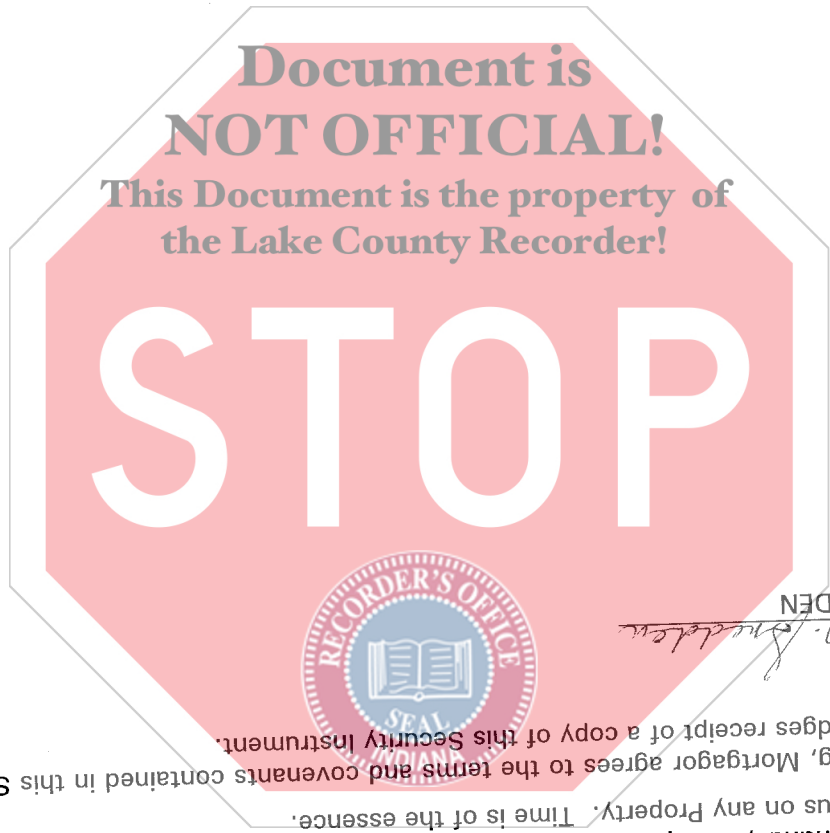 Document is
NOT OFFICIAL!
This Document is the property of
the Lake County Recorder!
STOP
RECORDER'S OFFICE
SEAL
INDIANA
us on any Property. Time is of the essence.
g, Mortgagor agrees to the terms and covenants contained in this S
dges receipt of a copy of this Security Instrument.
Snedden
DEN